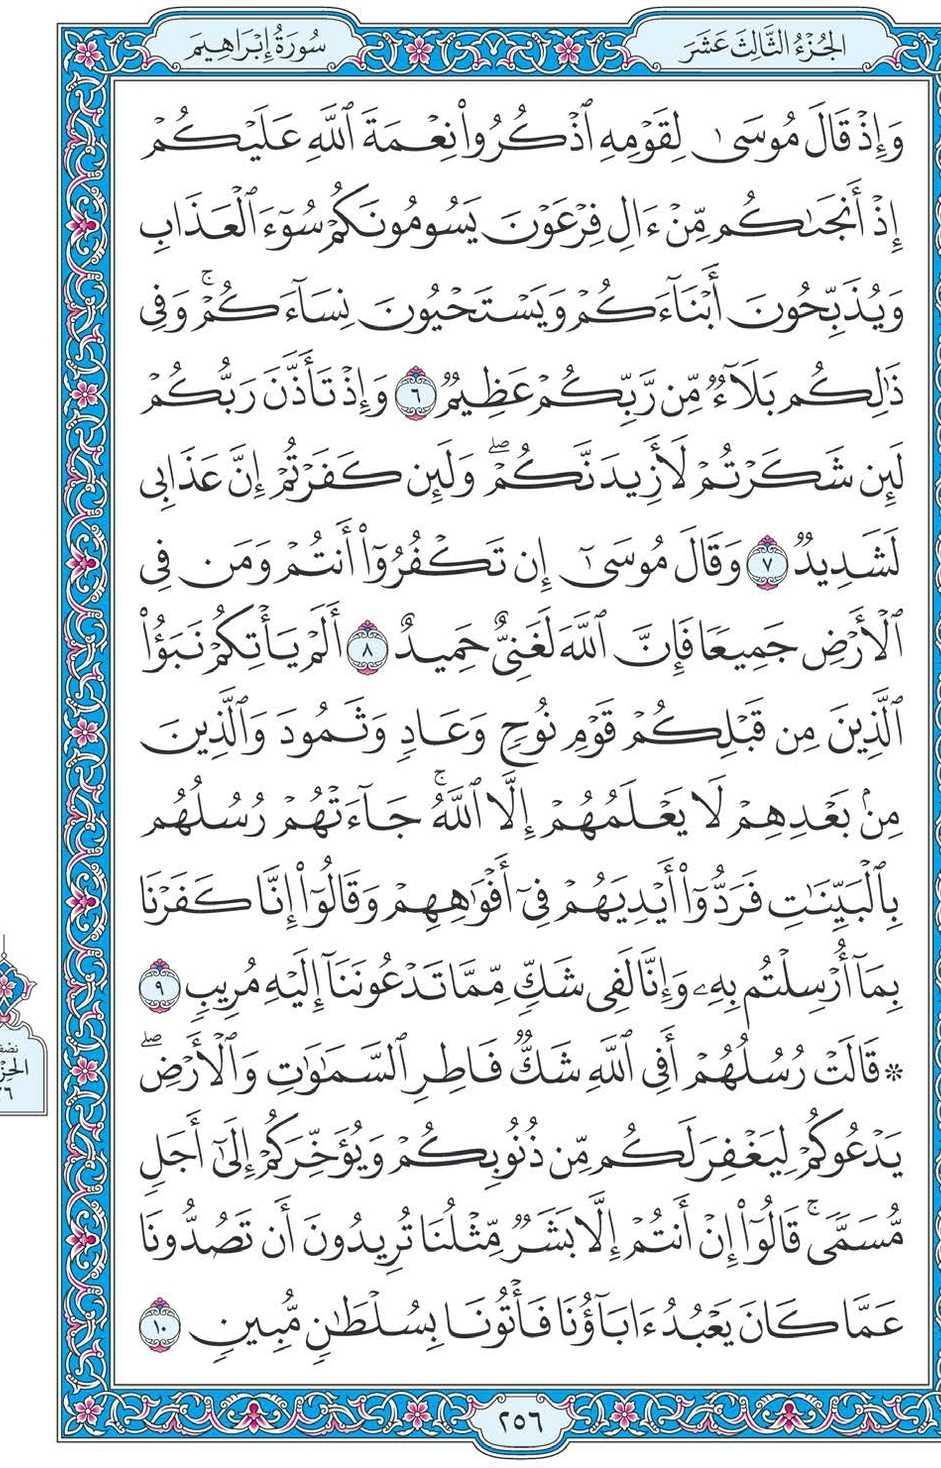 الجُزْءُ الثَّالِثَ عَشَرَ
سُورَةُ إِبْرَاهِيمَ
وَإِذْ قَالَ مُوسَىٰ لِقَوْمِهِ ٱذْكُرُوا۟ نِعْمَةَ ٱللَّهِ عَلَيْكُمْ
إِذْ أَنجَىٰكُم مِّنْ ءَالِ فِرْعَوْنَ يَسُومُونَكُمْ سُوٓءَ ٱلْعَذَابِ
وَيُذَبِّحُونَ أَبْنَآءَكُمْ وَيَسْتَحْيُونَ نِسَآءَكُمْ ۚ وَفِى
ذَٰلِكُم بَلَآءٌ مِّن رَّبِّكُمْ عَظِيمٌ ٦ وَإِذْ تَأَذَّنَ رَبُّكُمْ
لَئِن شَكَرْتُمْ لَأَزِيدَنَّكُمْ ۖ وَلَئِن كَفَرْتُمْ إِنَّ عَذَابِى
لَشَدِيدٌ ٧ وَقَالَ مُوسَىٰٓ إِن تَكْفُرُوٓا۟ أَنتُمْ وَمَن فِى
ٱلْأَرْضِ جَمِيعًا فَإِنَّ ٱللَّهَ لَغَنِىٌّ حَمِيدٌ ٨ أَلَمْ يَأْتِكُمْ نَبَؤُا۟
ٱلَّذِينَ مِن قَبْلِكُمْ قَوْمِ نُوحٍ وَعَادٍ وَثَمُودَ وَٱلَّذِينَ
مِنۢ بَعْدِهِمْ لَا يَعْلَمُهُمْ إِلَّا ٱللَّهُ ۚ جَآءَتْهُمْ رُسُلُهُم
بِٱلْبَيِّنَـٰتِ فَرَدُّوٓا۟ أَيْدِيَهُمْ فِىٓ أَفْوَٰهِهِمْ وَقَالُوٓا۟ إِنَّا كَفَرْنَا
بِمَآ أُرْسِلْتُم بِهِۦ وَإِنَّا لَفِى شَكٍّ مِّمَّا تَدْعُونَنَآ إِلَيْهِ مُرِيبٍ ٩
۞ قَالَتْ رُسُلُهُمْ أَفِى ٱللَّهِ شَكٌّ فَاطِرِ ٱلسَّمَـٰوَٰتِ وَٱلْأَرْضِ ۖ
يَدْعُوكُمْ لِيَغْفِرَ لَكُم مِّن ذُنُوبِكُمْ وَيُؤَخِّرَكُمْ إِلَىٰٓ أَجَلٍ
مُّسَمًّى ۚ قَالُوٓا۟ إِنْ أَنتُمْ إِلَّا بَشَرٌ مِّثْلُنَا تُرِيدُونَ أَن تَصُدُّونَا
عَمَّا كَانَ يَعْبُدُ ءَابَآؤُنَا فَأْتُونَا بِسُلْطَـٰنٍ مُّبِينٍ ١٠
٢٥٦